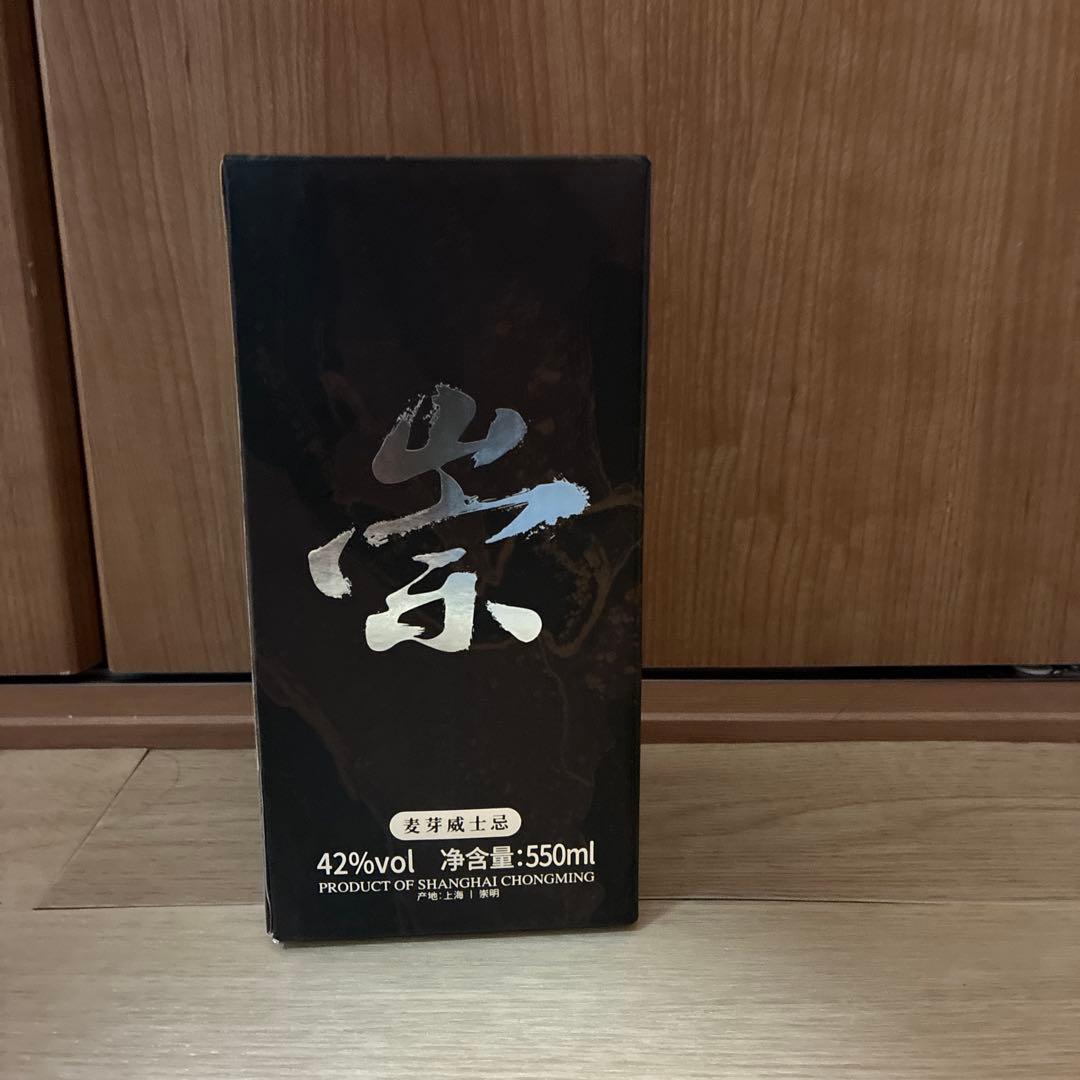 崇
麦芽威士忌
42%vol 净含量:550ml
PRODUCT OF SHANGHAI CHONGMING
产地:上海 | 崇明